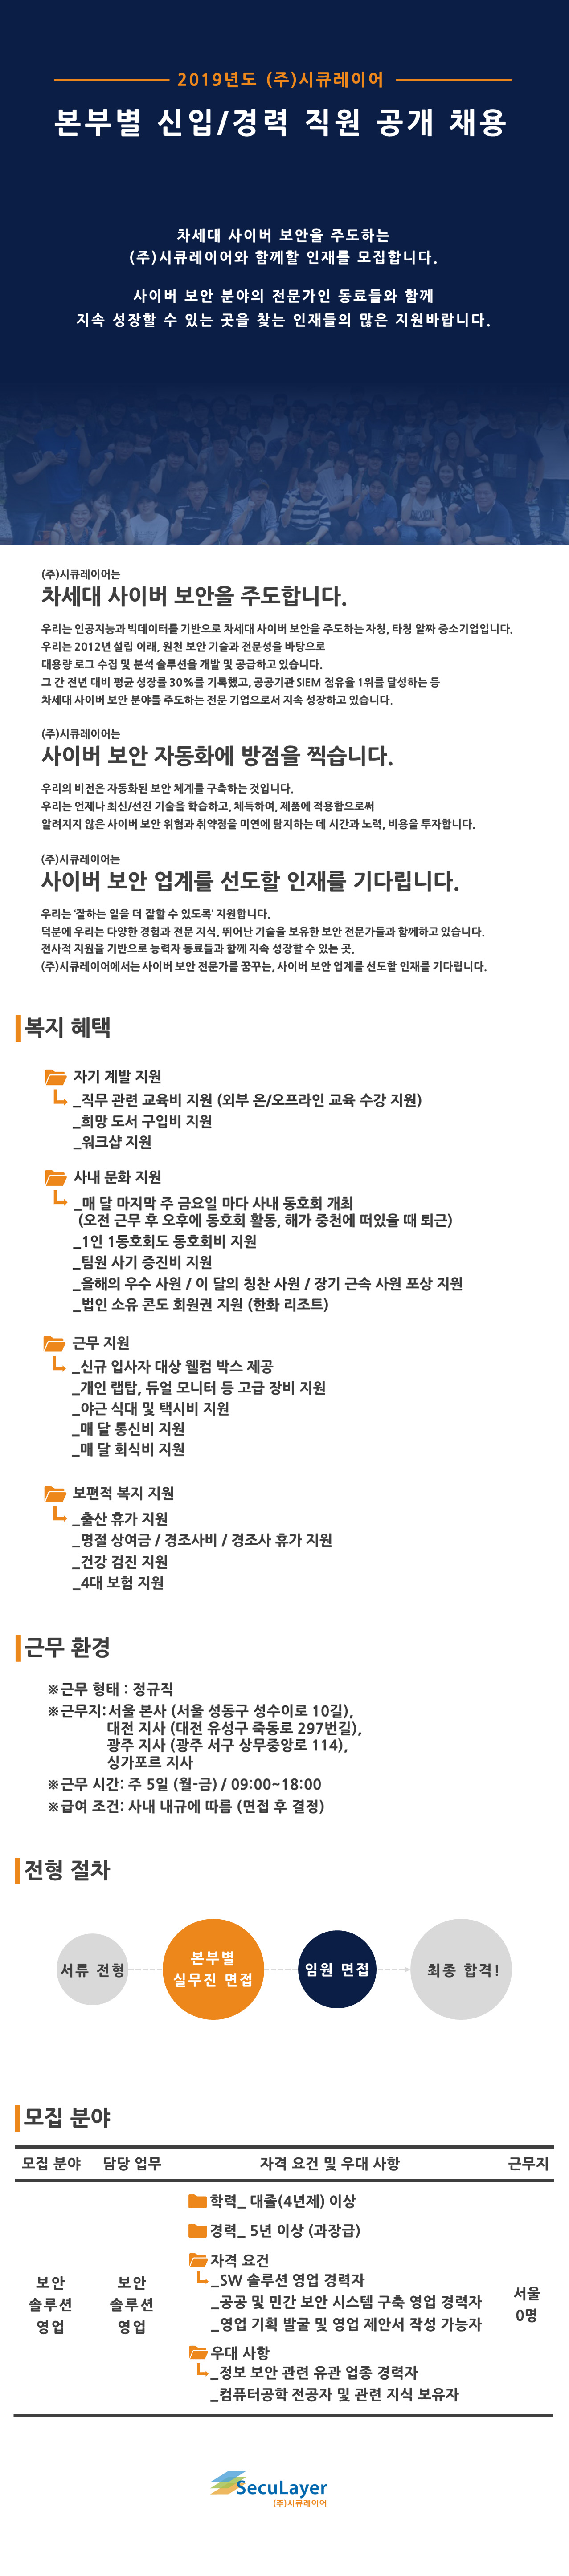 2019년도 (주)시큐레이어
본부별 신입/경력 직원 공개 채용
차세대 사이버 보안을 주도하는
(주)시큐레이어와 함께할 인재를 모집합니다.
사이버 보안 분야의 전문가인 동료들와 함께
지속 성장할 수 있는 곳을 찾는 인재들의 많은 지원바랍니다.
(주)시큐레이어는
차세대 사이버 보안을 주도합니다.
우리는 인공지능과 빅데이터를 기반으로 차세대 사이버 보안을 주도하는 자칭, 타칭 알짜 중소기업입니다.
우리는 2012년 설립 이래, 원천 보안 기술과 전문성을 바탕으로
대용량 로그 수집 및 분석 솔루션을 개발 및 공급하고 있습니다.
그 간 전년 대비 평균 성장률 30%를 기록했고, 공공기관 SIEM 점유율 1위를 달성하는 등
차세대 사이버 보안 분야를 주도하는 전문 기업으로서 지속 성장하고 있습니다.
(주)시큐레이어는
사이버 보안 자동화에 방점을 찍습니다.
우리의 비전은 자동화된 보안 체계를 구축하는 것입니다.
우리는 언제나 최신/선진 기술을 학습하고, 체득하여, 제품에 적용함으로써
알려지지 않은 사이버 보안 위협과 취약점을 미연에 탐지하는 데 시간과 노력, 비용을 투자합니다.
(주)시큐레이어는
사이버 보안 업계를 선도할 인재를 기다립니다.
우리는 '잘하는 일을 더 잘할 수 있도록' 지원합니다.
덕분에 우리는 다양한 경험과 전문 지식, 뛰어난 기술을 보유한 보안 전문가들과 함께하고 있습니다.
전사적 지원을 기반으로 능력자 동료들과 함께 지속 성장할 수 있는 곳,
(주)시큐레이어에서는 사이버 보안 전문가를 꿈꾸는, 사이버 보안 업계를 선도할 인재를 기다립니다.
복지 혜택
자기 계발 지원
_직무 관련 교육비 지원 (외부 온/오프라인 교육 수강 지원)
_희망 도서 구입비 지원
_워크샵 지원
사내 문화 지원
_매 달 마지막 주 금요일 마다 사내 동호회 개최
(오전 근무 후 오후에 동호회 활동, 해가 중천에 떠있을 때 퇴근)
_1인 1동호회도 동호회비 지원
_팀원 사기 증진비 지원
_올해의 우수 사원 / 이 달의 칭찬 사원 / 장기 근속 사원 포상 지원
_법인 소유 콘도 회원권 지원 (한화 리조트)
근무 지원
_신규 입사자 대상 웰컴 박스 제공
_개인 랩탑, 듀얼 모니터 등 고급 장비 지원
_야근 식대 및 택시비 지원
_매 달 통신비 지원
_매 달 회식비 지원
보편적 복지 지원
_출산 휴가 지원
_명절 상여금 / 경조사비 / 경조사 휴가 지원
_건강 검진 지원
_4대 보험 지원
근무 환경
※근무 형태 : 정규직
※근무지: 서울 본사 (서울 성동구 성수이로 10길),
대전 지사 (대전 유성구 죽동로 297번길),
광주 지사 (광주 서구 상무중앙로 114),
싱가포르 지사
※근무 시간: 주 5일 (월-금) / 09:00~18:00
※급여 조건: 사내 내규에 따름 (면접 후 결정)
전형 절차
서류 전형
본부별
실무진 면접
임원 면접
최종 합격!
모집 분야
모집 분야 담당 업무 자격 요건 및 우대 사항 근무지
보안
솔루션
영업
보안
솔루션
영업
학력_ 대졸(4년제) 이상
경력_ 5년 이상 (과장급)
자격 요건
_SW 솔루션 영업 경력자
_공공 및 민간 보안 시스템 구축 영업 경력자
_영업 기획 발굴 및 영업 제안서 작성 가능자
우대 사항
_정보 보안 관련 유관 업종 경력자
_컴퓨터공학 전공자 및 관련 지식 보유자
서울
0명
SecuLayer
(주)시큐레이어